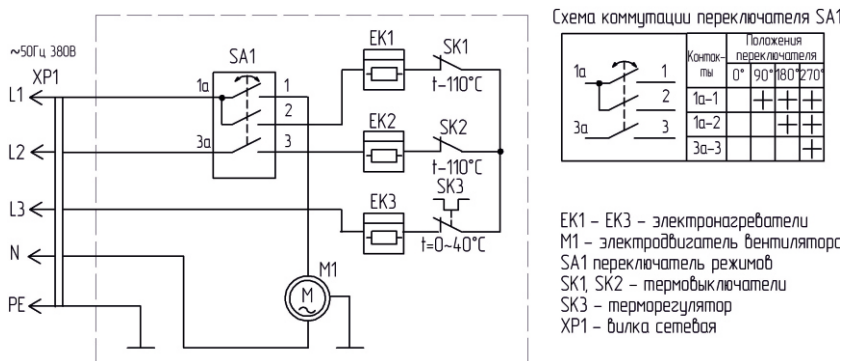 Схема коммутации переключателя SA1
~50Гц 380В
XP1
L1
L2
L3
N
PE
SA1
1а
1
2
3а
3
EK1
SK1
t-110°C
EK2
SK2
t-110°C
SK3
EK3
t=0~40°C
M1
M
1а
1
2
3а
3
Контак-
ты
Положения
переключателя
0° 90° 180° 270°
1а-1 + + +
1а-2 + +
3а-3 +
EK1 - EK3 - электронагреватели
M1 - электродвигатель вентилятора
SA1 переключатель режимов
SK1, SK2 - термовыключатели
SK3 - терморегулятор
XP1 - вилка сетевая